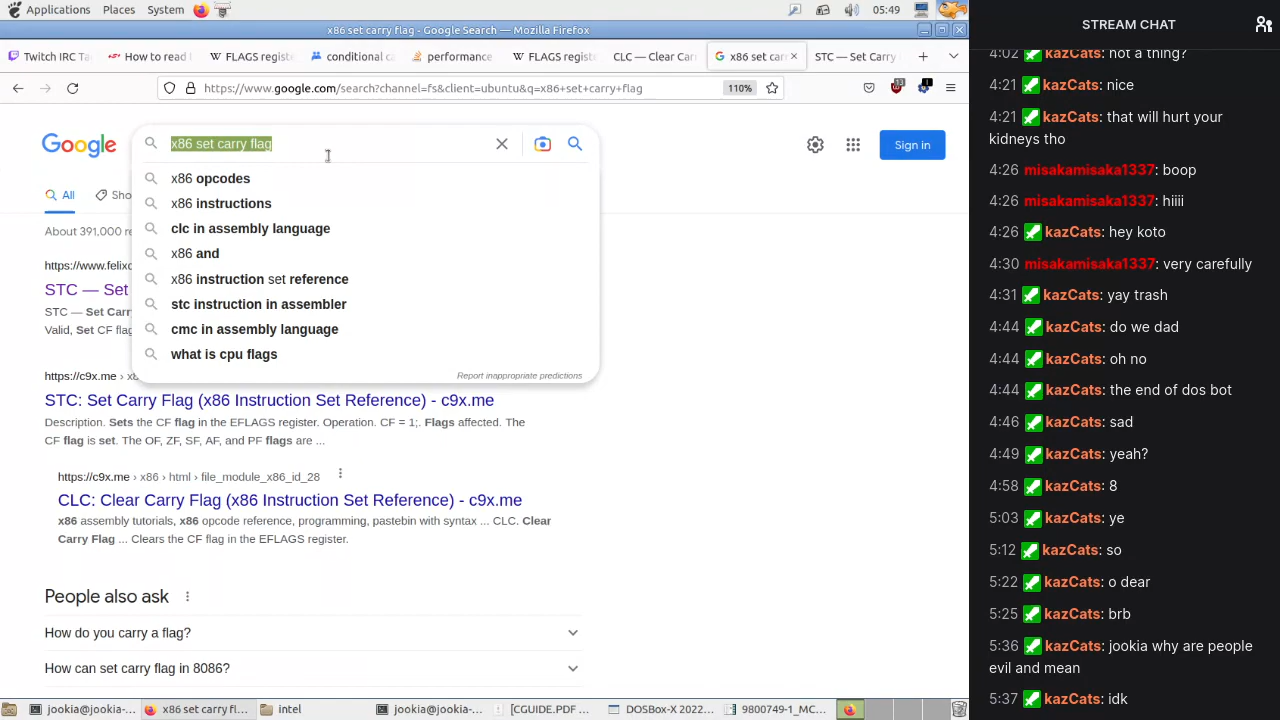 Applications Places System 05:49
x86 set carry flag - Google Search — Mozilla Firefox
Twitch IRC Ta How to read FLAGS registe conditional ca performance FLAGS registe CLC — Clear Car x86 set carr STC — Set Carry
https://www.google.com/search?channel=fs&client=ubuntu&q=x86+set+carry+flag 110% 13
Google x86 set carry flag Sign in
x86 opcodes
x86 instructions
All Sho
clc in assembly language
About 391,000 re
x86 and
https://www.felixc
x86 instruction set reference
STC — Set
stc instruction in assembler
STC — Set Carr
Valid, Set CF flag
cmc in assembly language
what is cpu flags
https://c9x.me › x8
Report inappropriate predictions
STC: Set Carry Flag (x86 Instruction Set Reference) - c9x.me
Description. Sets the CF flag in the EFLAGS register. Operation. CF = 1;. Flags affected. The
CF flag is set. The OF, ZF, SF, AF, and PF flags are ...
https://c9x.me › x86 › html › file_module_x86_id_28
CLC: Clear Carry Flag (x86 Instruction Set Reference) - c9x.me
x86 assembly tutorials, x86 opcode reference, programming, pastebin with syntax ... CLC. Clear
Carry Flag ... Clears the CF flag in the EFLAGS register.
People also ask
How do you carry a flag?
How can set carry flag in 8086?
jookia@jookia-... x86 set carry flag ... intel jookia@jookia-... [CGUIDE.PDF ... DOSBox-X 2022... 9800749-1_MC...
STREAM CHAT
4:02 kazCats: not a thing?
4:21 kazCats: nice
4:21 kazCats: that will hurt your
kidneys tho
4:26 misakamisaka1337: boop
4:26 misakamisaka1337: hiiii
4:26 kazCats: hey koto
4:30 misakamisaka1337: very carefully
4:31 kazCats: yay trash
4:44 kazCats: do we dad
4:44 kazCats: oh no
4:44 kazCats: the end of dos bot
4:46 kazCats: sad
4:49 kazCats: yeah?
4:58 kazCats: 8
5:03 kazCats: ye
5:12 kazCats: so
5:22 kazCats: o dear
5:25 kazCats: brb
5:36 kazCats: jookia why are people
evil and mean
5:37 kazCats: idk